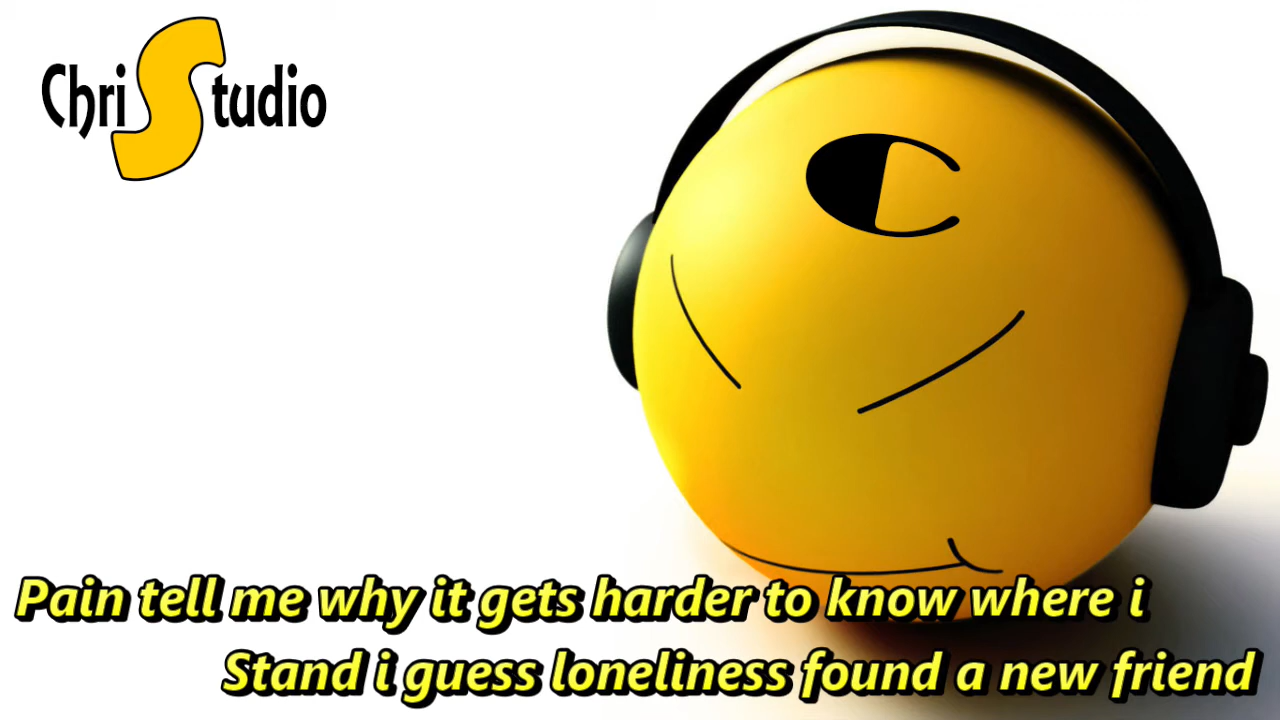 ChriStudio
Pain tell me why it gets harder to know where i
Stand i guess loneliness found a new friend